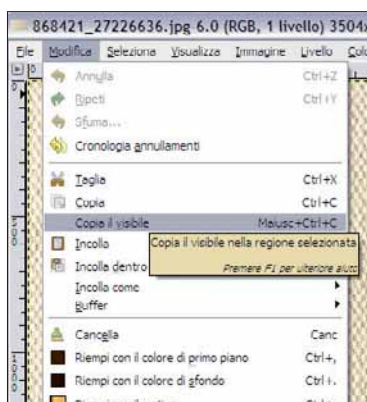 868421_27226636.jpg 6.0 (RGB, 1 livello) 3504x
File Modifica Seleziona Visualizza Immagine Livello Colo
Annulla Ctrl+Z
Ripeti Ctrl+Y
Sfuma...
Cronologia annullamenti
Taglia Ctrl+X
Copia Ctrl+C
Copia il visibile Maiusc+Ctrl+C
Incolla
Copia il visibile nella regione selezionata
Incolla dentro
Premere F1 per ulteriore aiuto
Incolla come
Buffer
Cancella Canc
Riempi con il colore di primo piano Ctrl+,
Riempi con il colore di sfondo Ctrl+.